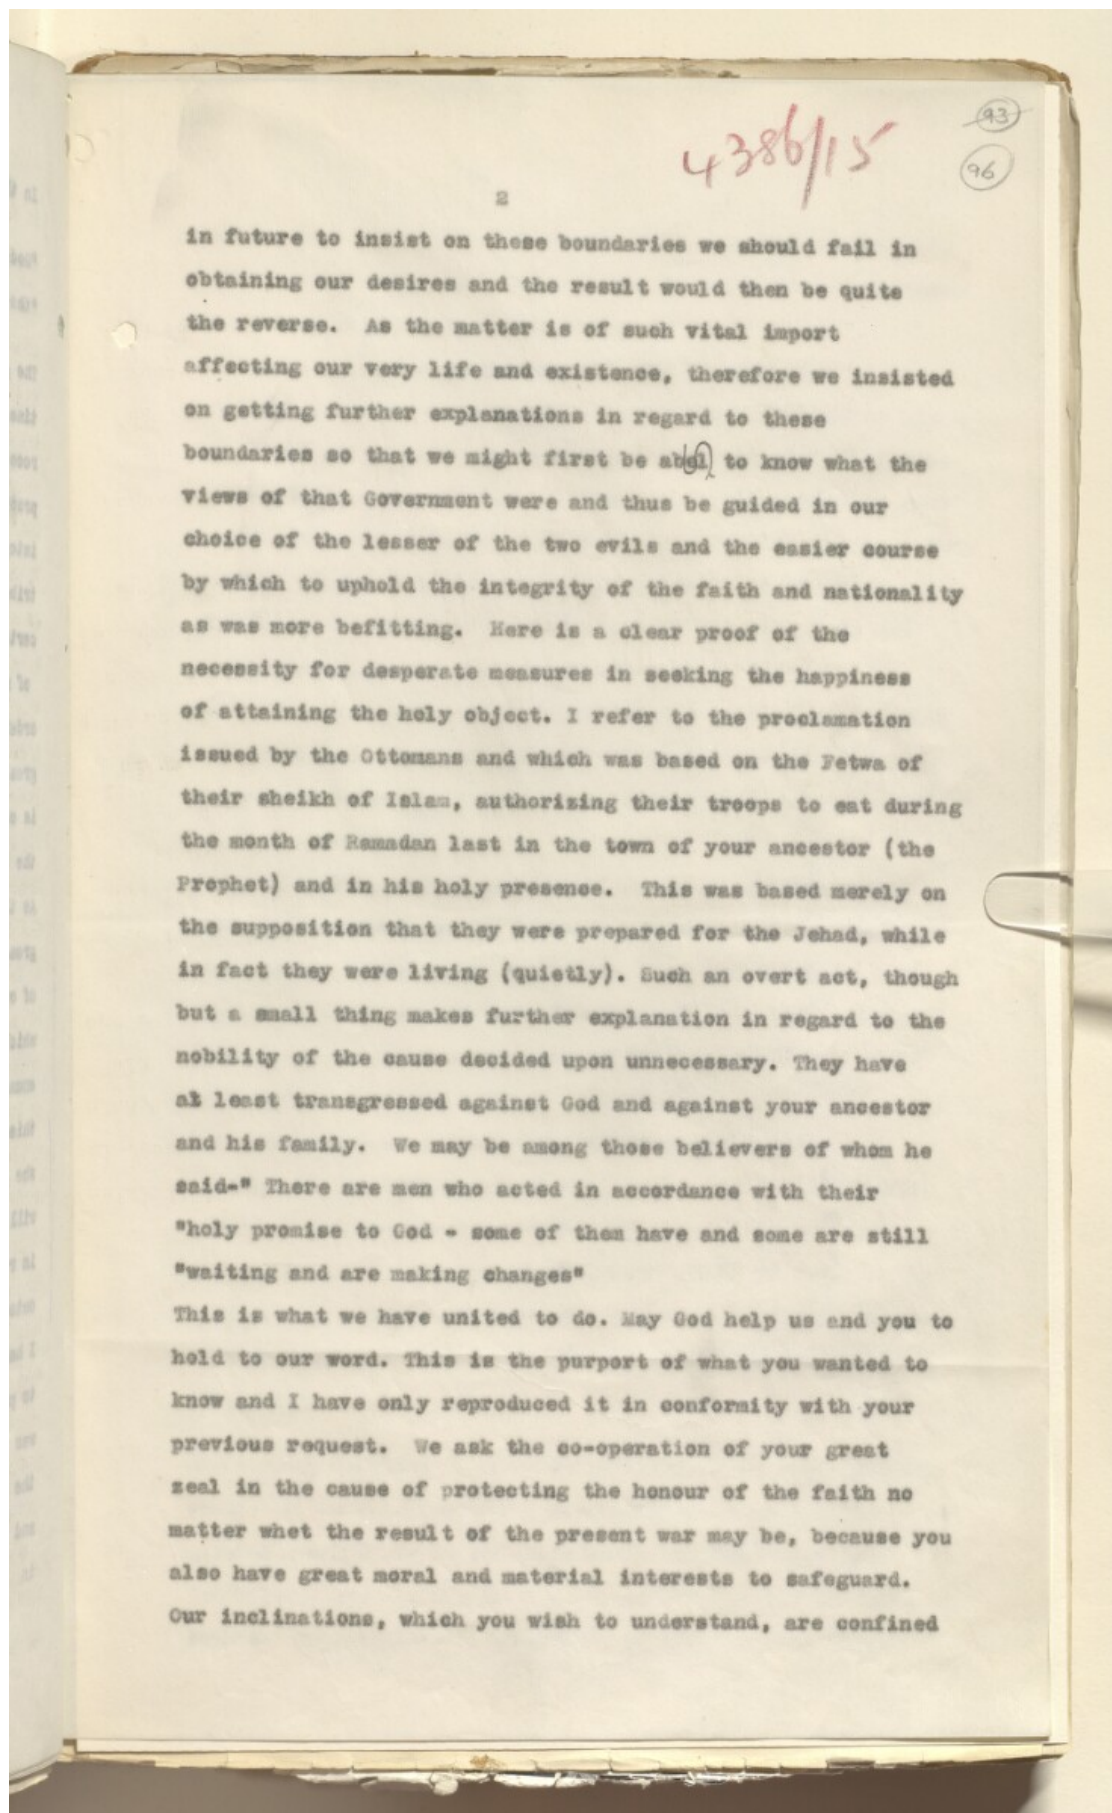 4386/15
93
96
2
in future to insist on these boundaries we should fail in
obtaining our desires and the result would then be quite
the reverse. As the matter is of such vital import
affecting our very life and existence, therefore we insisted
on getting further explanations in regard to these
boundaries so that we might first be abel to know what the
views of that Government were and thus be guided in our
choice of the lesser of the two evils and the easier course
by which to uphold the integrity of the faith and nationality
as was more befitting. Here is a clear proof of the
necessity for desperate measures in seeking the happiness
of attaining the holy object. I refer to the proclamation
issued by the Ottomans and which was based on the Fetwa of
their sheikh of Islam, authorizing their troops to eat during
the month of Ramadan last in the town of your ancestor (the
Prophet) and in his holy presence. This was based merely on
the supposition that they were prepared for the Jehad, while
in fact they were living (quietly). Such an overt act, though
but a small thing makes further explanation in regard to the
nobility of the cause decided upon unnecessary. They have
at least transgressed against God and against your ancestor
and his family. We may be among those believers of whom he
said-" There are men who acted in accordance with their
"holy promise to God - some of them have and some are still
"waiting and are making changes"
This is what we have united to do. May God help us and you to
hold to our word. This is the purport of what you wanted to
know and I have only reproduced it in conformity with your
previous request. We ask the co-operation of your great
zeal in the cause of protecting the honour of the faith no
matter whet the result of the present war may be, because you
also have great moral and material interests to safeguard.
Our inclinations, which you wish to understand, are confined